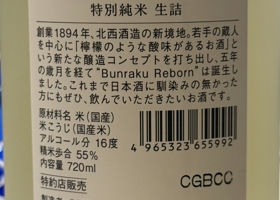 特別純米 生詰
創業1894年、北西酒造の新境地。若手の蔵人
を中心に「檸檬のような酸味があるお酒」と
いう新たな醸造コンセプトを打ち出し、五年
の歳月を経て"Bunraku Reborn"は誕生し
ました。これまで日本酒に馴染みの無かった
方にもぜひ、飲んでいただきたいお酒です。
原材料名 米(国産)
米こうじ(国産米)
アルコール分 16度
精米歩合 55%
内容量 720ml
特約店販売
4965323655992
CGBCC